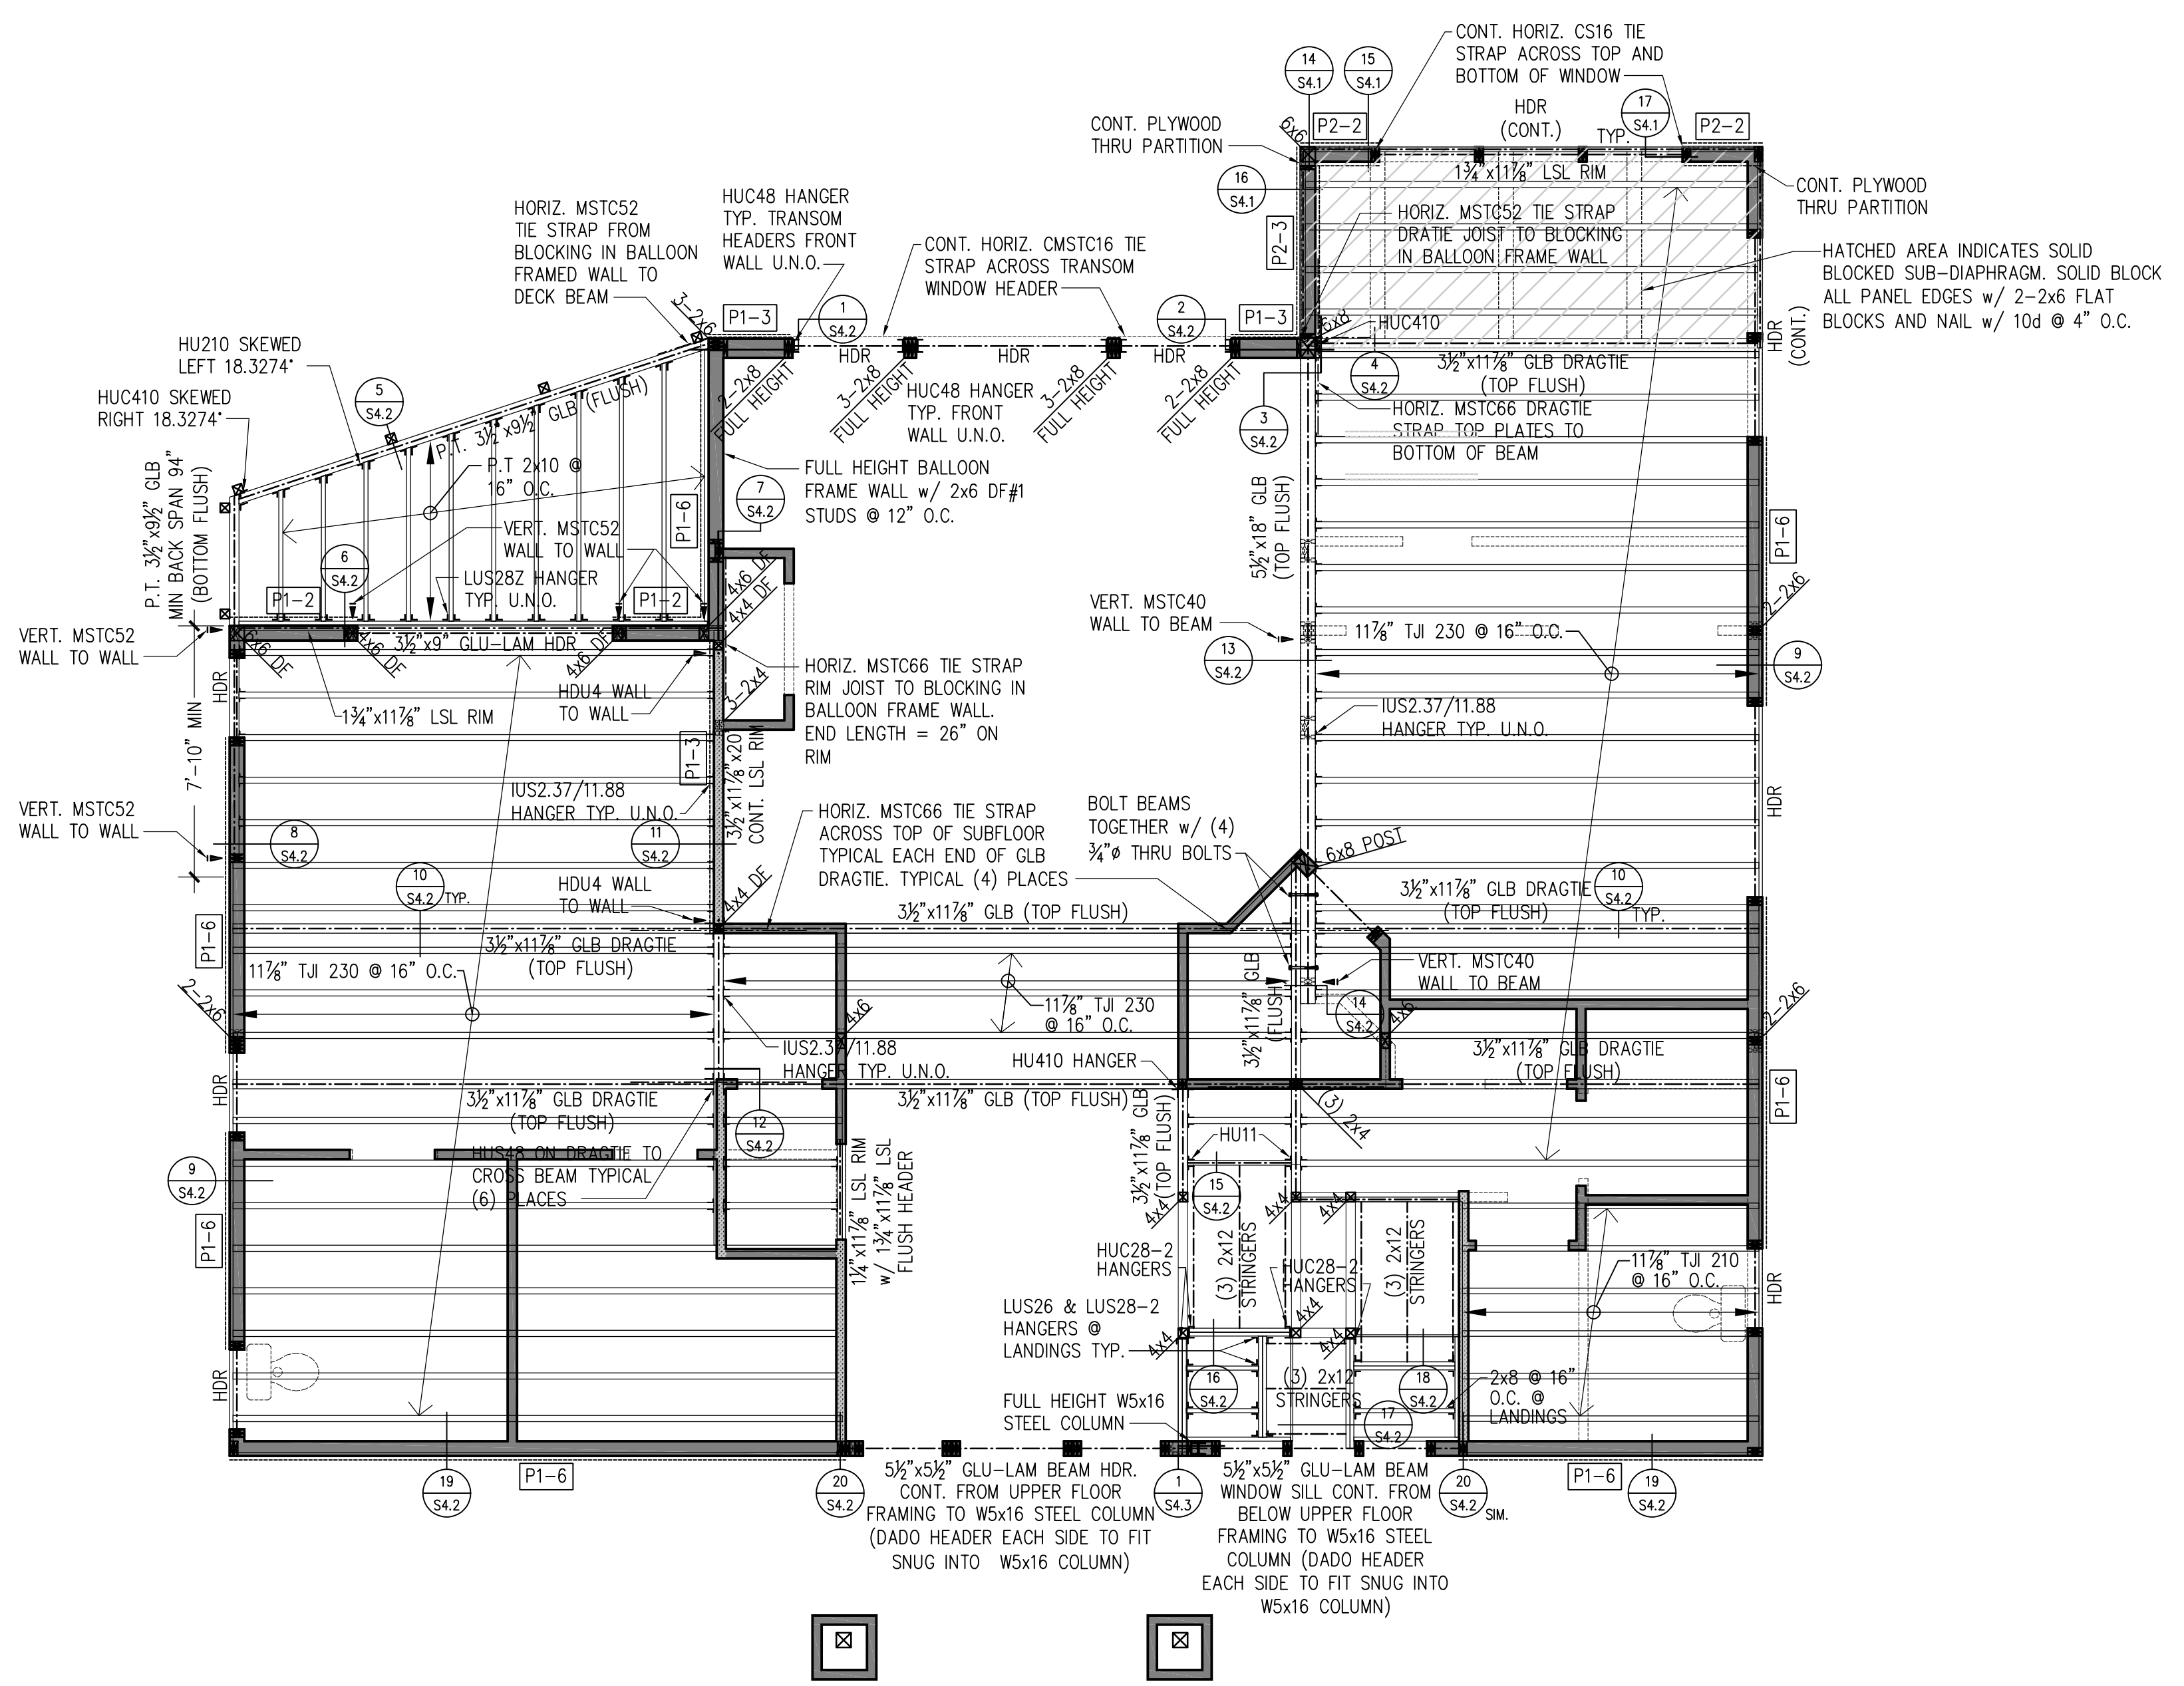 14
S4.1
15
S4.1
CONT. HORIZ. CS16 TIE
STRAP ACROSS TOP AND
BOTTOM OF WINDOW
17
S4.1
HDR
(CONT.)
TYP.
P2-2
P2-2
6x6
CONT. PLYWOOD
THRU PARTITION
16
S4.1
P2-3
1¾"x11⅞" LSL RIM
CONT. PLYWOOD
THRU PARTITION
HORIZ. MSTC52 TIE STRAP
DRATIE JOIST TO BLOCKING
IN BALLOON FRAME WALL
HATCHED AREA INDICATES SOLID
BLOCKED SUB-DIAPHRAGM. SOLID BLOCK
ALL PANEL EDGES w/ 2-2x6 FLAT
BLOCKS AND NAIL w/ 10d @ 4" O.C.
HUC48 HANGER
TYP. TRANSOM
HEADERS FRONT
WALL U.N.O.
HORIZ. MSTC52
TIE STRAP FROM
BLOCKING IN BALLOON
FRAMED WALL TO
DECK BEAM
CONT. HORIZ. CMSTC16 TIE
STRAP ACROSS TRANSOM
WINDOW HEADER
3-2x6
P1-3
1
S4.2
2
S4.2
P1-3
6x8
HUC410
HDR
HDR
HDR
HDR
(CONT.)
3½"x11⅞" GLB DRAGTIE
(TOP FLUSH)
4
S4.2
3
S4.2
2-2x8
FULL HEIGHT
3-2x8
FULL HEIGHT
HUC48 HANGER
TYP. FRONT
WALL U.N.O.
3-2x8
FULL HEIGHT
2-2x8
FULL HEIGHT
HORIZ. MSTC66 DRAGTIE
STRAP TOP PLATES TO
BOTTOM OF BEAM
HU210 SKEWED
LEFT 18.3274°
HUC410 SKEWED
RIGHT 18.3274°
5
S4.2
P.T. 3½"x9½" GLB (FLUSH)
P.T. 3½"x9½" GLB
MIN BACK SPAN 94"
(BOTTOM FLUSH)
P.T 2x10 @
16" O.C.
FULL HEIGHT BALLOON
FRAME WALL w/ 2x6 DF#1
STUDS @ 12" O.C.
7
S4.2
P1-6
VERT. MSTC52
WALL TO WALL
6
S4.2
LUS28Z HANGER
TYP. U.N.O.
P1-2
P1-2
4x6 DF
4x4 DF
5½"x18" GLB
(TOP FLUSH)
P1-6
2-2x6
VERT. MSTC40
WALL TO BEAM
11⅞" TJI 230 @ 16" O.C.
13
S4.2
9
S4.2
VERT. MSTC52
WALL TO WALL
6x6 DF
4x6 DF
3½"x9" GLU-LAM HDR
4x6 DF
HDR
HDU4 WALL
TO WALL
3-2x4
1¾"x11⅞" LSL RIM
7'-10" MIN
HORIZ. MSTC66 TIE STRAP
RIM JOIST TO BLOCKING IN
BALLOON FRAME WALL.
END LENGTH = 26" ON
RIM
IUS2.37/11.88
HANGER TYP. U.N.O.
P1-3
3½"x11⅞"x20'
CONT. LSL RIM
IUS2.37/11.88
HANGER TYP. U.N.O.
HDR
VERT. MSTC52
WALL TO WALL
8
S4.2
11
S4.2
HORIZ. MSTC66 TIE STRAP
ACROSS TOP OF SUBFLOOR
TYPICAL EACH END OF GLB
DRAGTIE. TYPICAL (4) PLACES
BOLT BEAMS
TOGETHER w/ (4)
¾"ø THRU BOLTS
6x8 POST
10
S4.2
TYP.
HDU4 WALL
TO WALL
4x4 DF
3½"x11⅞" GLB (TOP FLUSH)
3½"x11⅞" GLB DRAGTIE
(TOP FLUSH)
10
S4.2
TYP.
P1-6
3½"x11⅞" GLB DRAGTIE
(TOP FLUSH)
11⅞" TJI 230 @ 16" O.C.
2-2x6
11⅞" TJI 230
@ 16" O.C.
4x6
3½"x11⅞" GLB
(FLUSH)
VERT. MSTC40
WALL TO BEAM
14
S4.2
4x6
2-2x6
IUS2.37/11.88
HANGER TYP. U.N.O.
HU410 HANGER
3½"x11⅞" GLB DRAGTIE
(TOP FLUSH)
P1-6
HDR
3½"x11⅞" GLB DRAGTIE
(TOP FLUSH)
12
S4.2
3½"x11⅞" GLB (TOP FLUSH)
3½"x11⅞" GLB
(TOP FLUSH)
(3) 2x4
HU11
HUS48 ON DRAGTIE TO
CROSS BEAM TYPICAL
(6) PLACES
9
S4.2
P1-6
1¼"x11⅞ LSL RIM
w/ 1¾"x11⅞" LSL
FLUSH HEADER
15
S4.2
4x4
4x4
4x4
(3) 2x12
STRINGERS
(3) 2x12
STRINGERS
HUC28-2
HANGERS
HUC28-2
HANGERS
11⅞" TJI 210
@ 16" O.C.
HDR
LUS26 & LUS28-2
HANGERS @
LANDINGS TYP.
4x4
4x4
4x4
HDR
16
S4.2
(3) 2x12
STRINGERS
18
S4.2
2x8 @ 16"
O.C. @
LANDINGS
17
S4.2
FULL HEIGHT W5x16
STEEL COLUMN
19
S4.2
P1-6
20
S4.2
5½"x5½" GLU-LAM BEAM HDR.
CONT. FROM UPPER FLOOR
FRAMING TO W5x16 STEEL COLUMN
(DADO HEADER EACH SIDE TO FIT
SNUG INTO W5x16 COLUMN)
1
S4.3
5½"x5½" GLU-LAM BEAM
WINDOW SILL CONT. FROM
BELOW UPPER FLOOR
FRAMING TO W5x16 STEEL
COLUMN (DADO HEADER
EACH SIDE TO FIT SNUG INTO
W5x16 COLUMN)
20
S4.2
SIM.
P1-6
19
S4.2